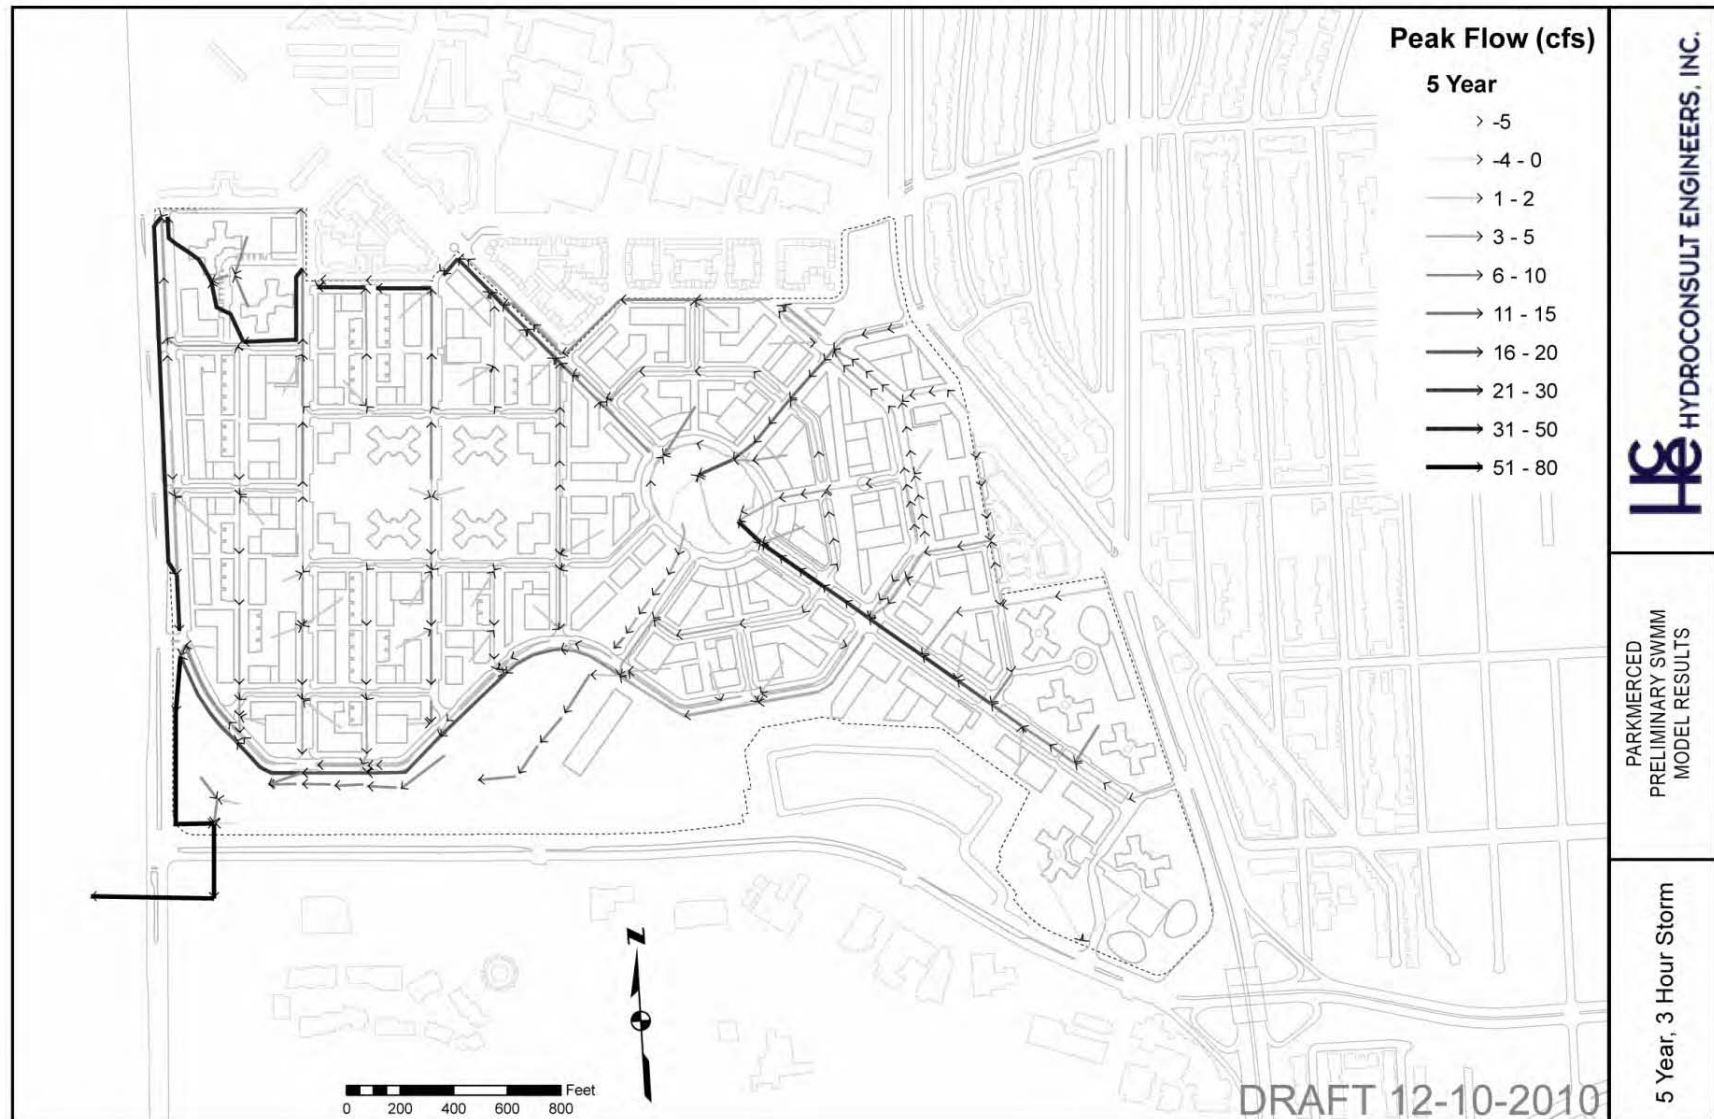 Peak Flow (cfs)
5 Year
-5
-4 - 0
1 - 2
3 - 5
6 - 10
11 - 15
16 - 20
21 - 30
31 - 50
51 - 80
HCE HYDROCONSULT ENGINEERS, INC.
PARKMERCED
PRELIMINARY SWMM
MODEL RESULTS
5 Year, 3 Hour Storm
Z
Feet
0 200 400 600 800
DRAFT 12-10-2010